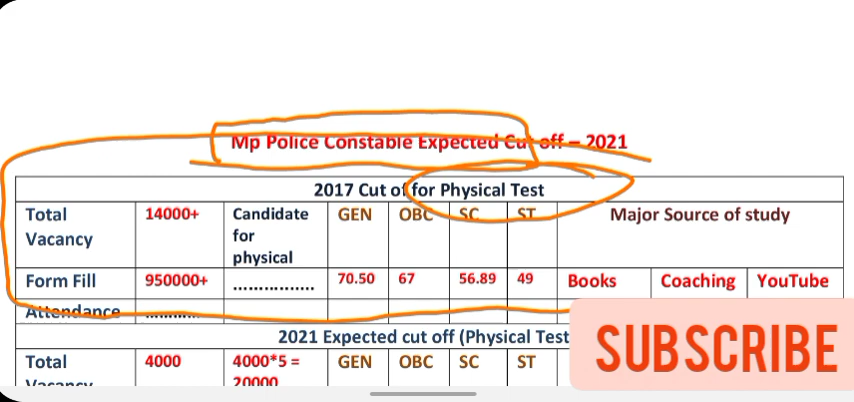 Mp Police Constable Expected Cut off – 2021
2017 Cut of for Physical Test
Total Vacancy 14000+ Candidate for physical GEN OBC SC ST Major Source of study
Form Fill 950000+ ................ 70.50 67 56.89 49 Books Coaching YouTube
Attendance ...........
2021 Expected cut off (Physical Test
SUBSCRIBE
Total Vacancy 4000 4000*5 = 20000 GEN OBC SC ST